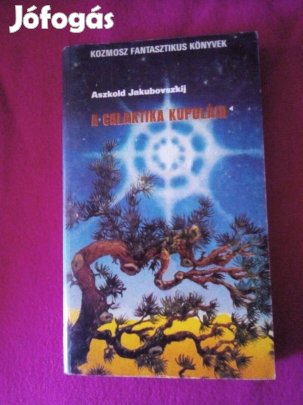 Jófogás
KOZMOSZ FANTASZTIKUS KÖNYVEK
Aszkold Jakubovszkij
A GALAKTIKA KUPOLÁJA